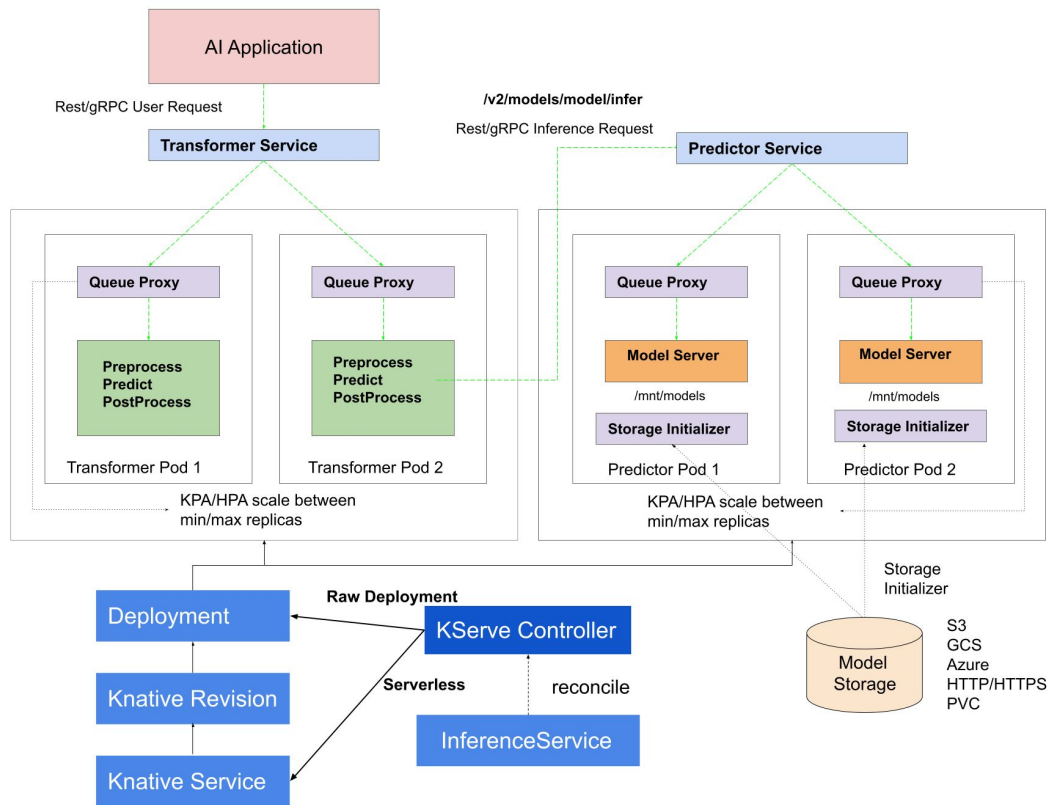 AI Application
Rest/gRPC User Request
/v2/models/model/infer
Rest/gRPC Inference Request
Transformer Service
Predictor Service
Queue Proxy
Queue Proxy
Queue Proxy
Queue Proxy
Preprocess
Predict
PostProcess
Preprocess
Predict
PostProcess
Model Server
Model Server
/mnt/models
/mnt/models
Storage Initializer
Storage Initializer
Transformer Pod 1
Transformer Pod 2
Predictor Pod 1
Predictor Pod 2
KPA/HPA scale between
min/max replicas
KPA/HPA scale between
min/max replicas
Storage
Initializer
Deployment
Raw Deployment
KServe Controller
Model
Storage
S3
GCS
Azure
HTTP/HTTPS
PVC
Knative Revision
Serverless
reconcile
InferenceService
Knative Service